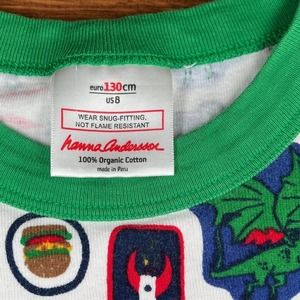 euro 130cm
US 8
WEAR SNUG-FITTING,
NOT FLAME RESISTANT
hanna Andersson
100% Organic Cotton
made in Peru